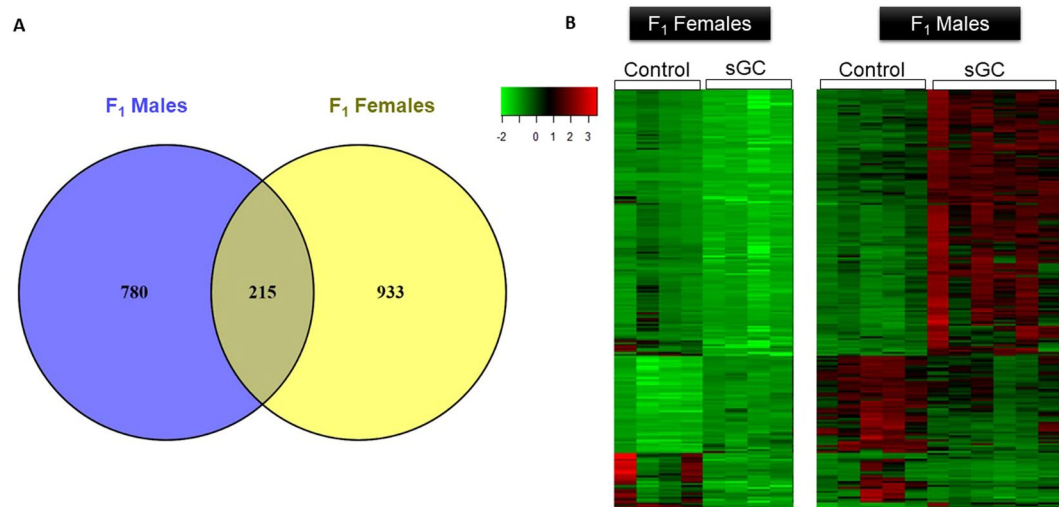 A
B
F₁ Females
F₁ Males
Control
sGC
Control
sGC
F₁ Males
F₁ Females
-2 0 1 2 3
780
215
933